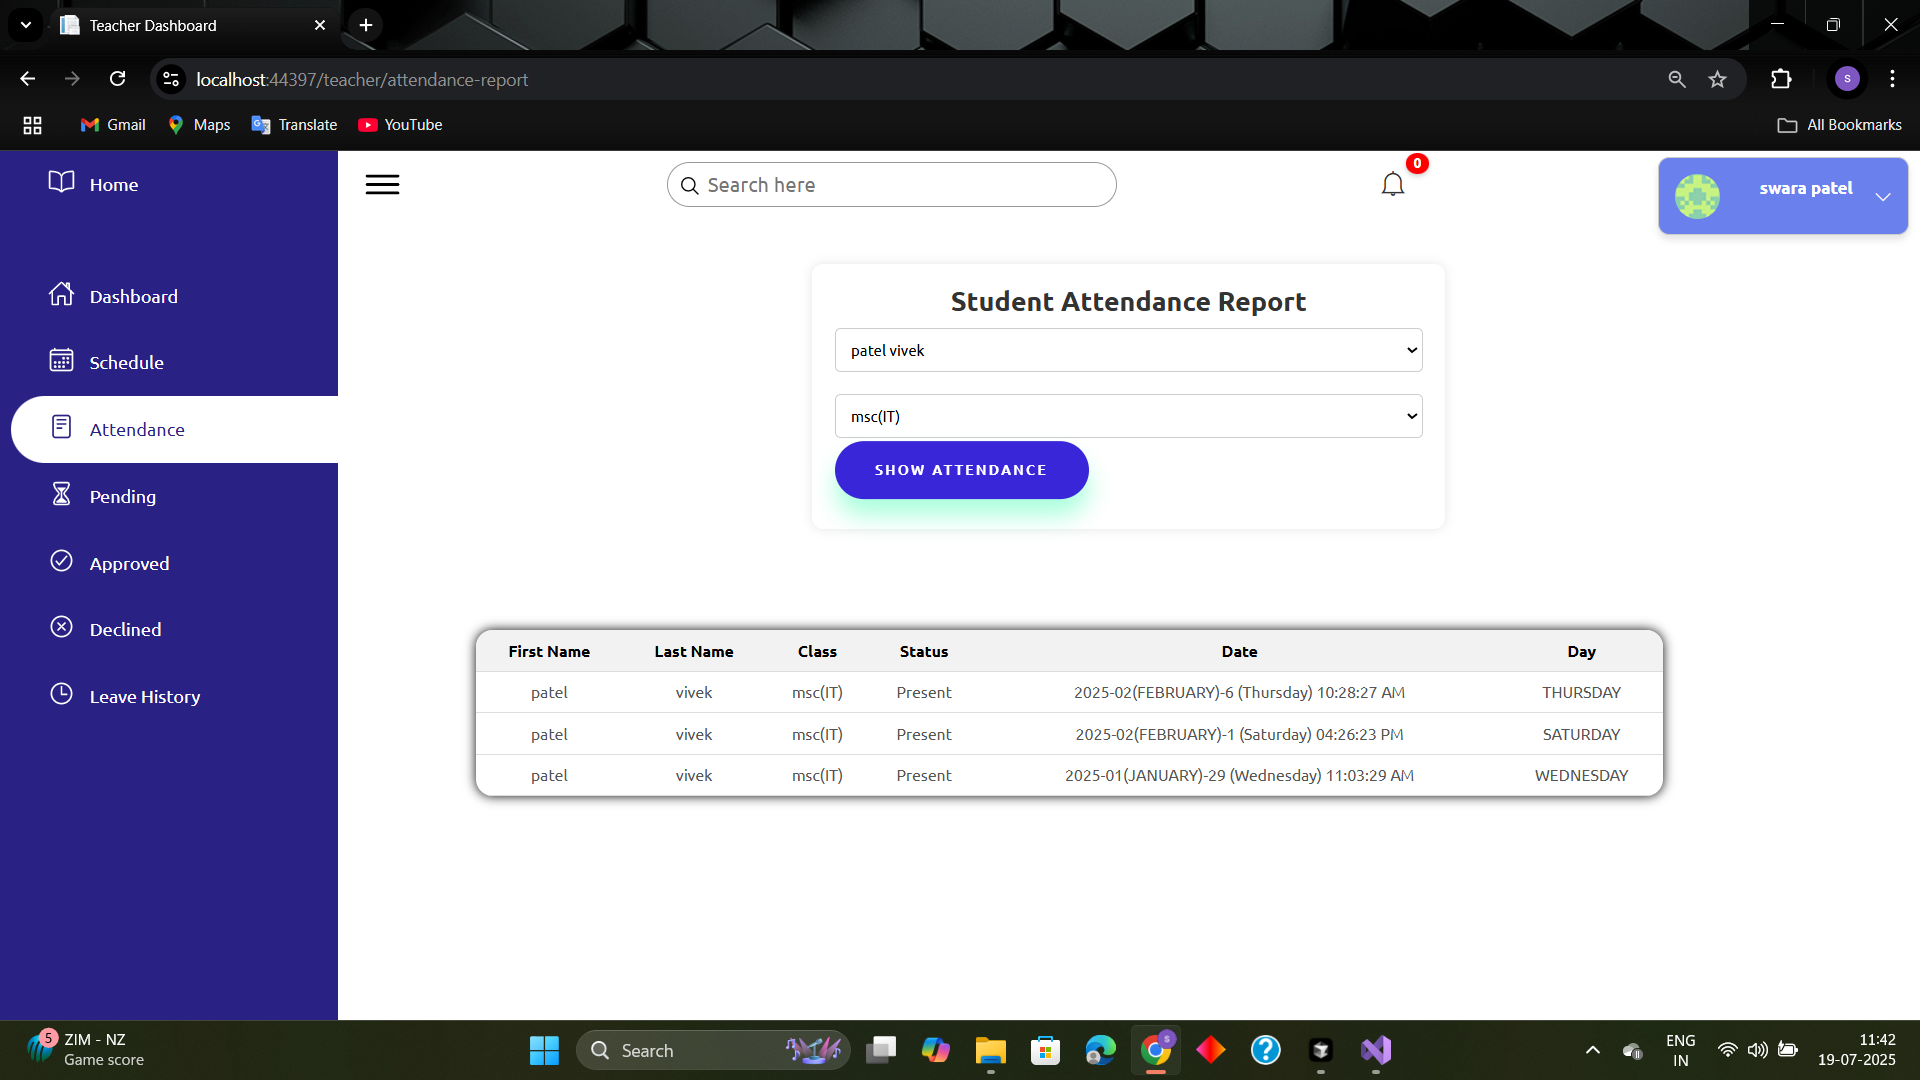 Teacher Dashboard
localhost:44397/teacher/attendance-report
S
Gmail
Maps
Translate
YouTube
All Bookmarks
Home
Search here
0
swara patel
Dashboard
Schedule
Attendance
Pending
Approved
Declined
Leave History
Student Attendance Report
patel vivek
msc(IT)
SHOW ATTENDANCE
First Name Last Name Class Status Date Day
patel vivek msc(IT) Present 2025-02(FEBRUARY)-6 (Thursday) 10:28:27 AM THURSDAY
patel vivek msc(IT) Present 2025-02(FEBRUARY)-1 (Saturday) 04:26:23 PM SATURDAY
patel vivek msc(IT) Present 2025-01(JANUARY)-29 (Wednesday) 11:03:29 AM WEDNESDAY
5
ZIM - NZ
Game score
Search
S
ENG
IN
11:42
19-07-2025